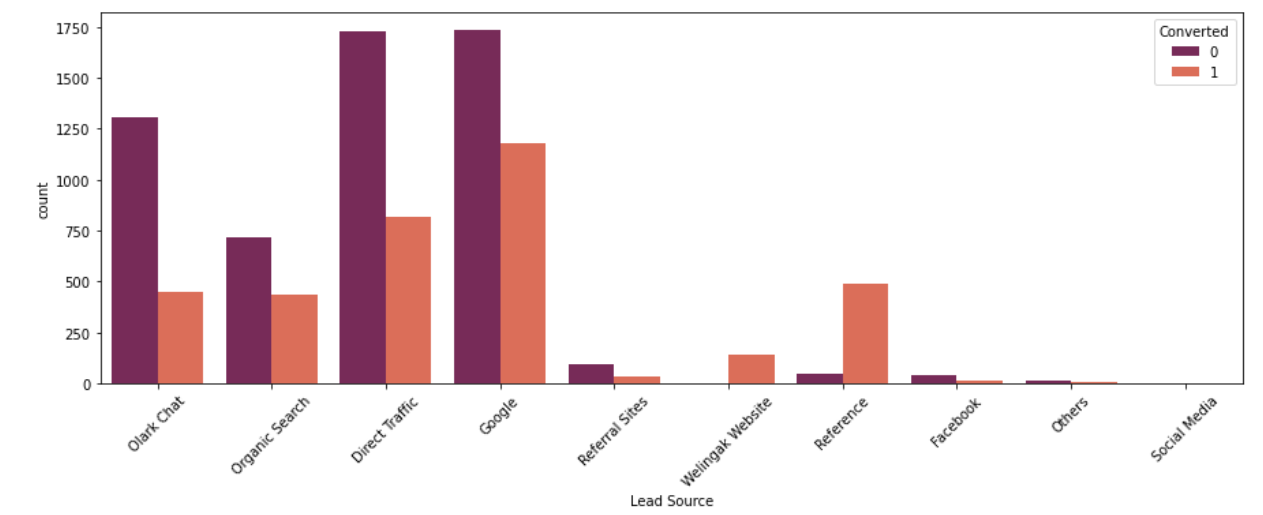 Converted
0
1
1750
1500
1250
1000
750
500
250
0
count
Olark Chat
Organic Search
Direct Traffic
Google
Referral Sites
Welingak Website
Reference
Facebook
Others
Social Media
Lead Source